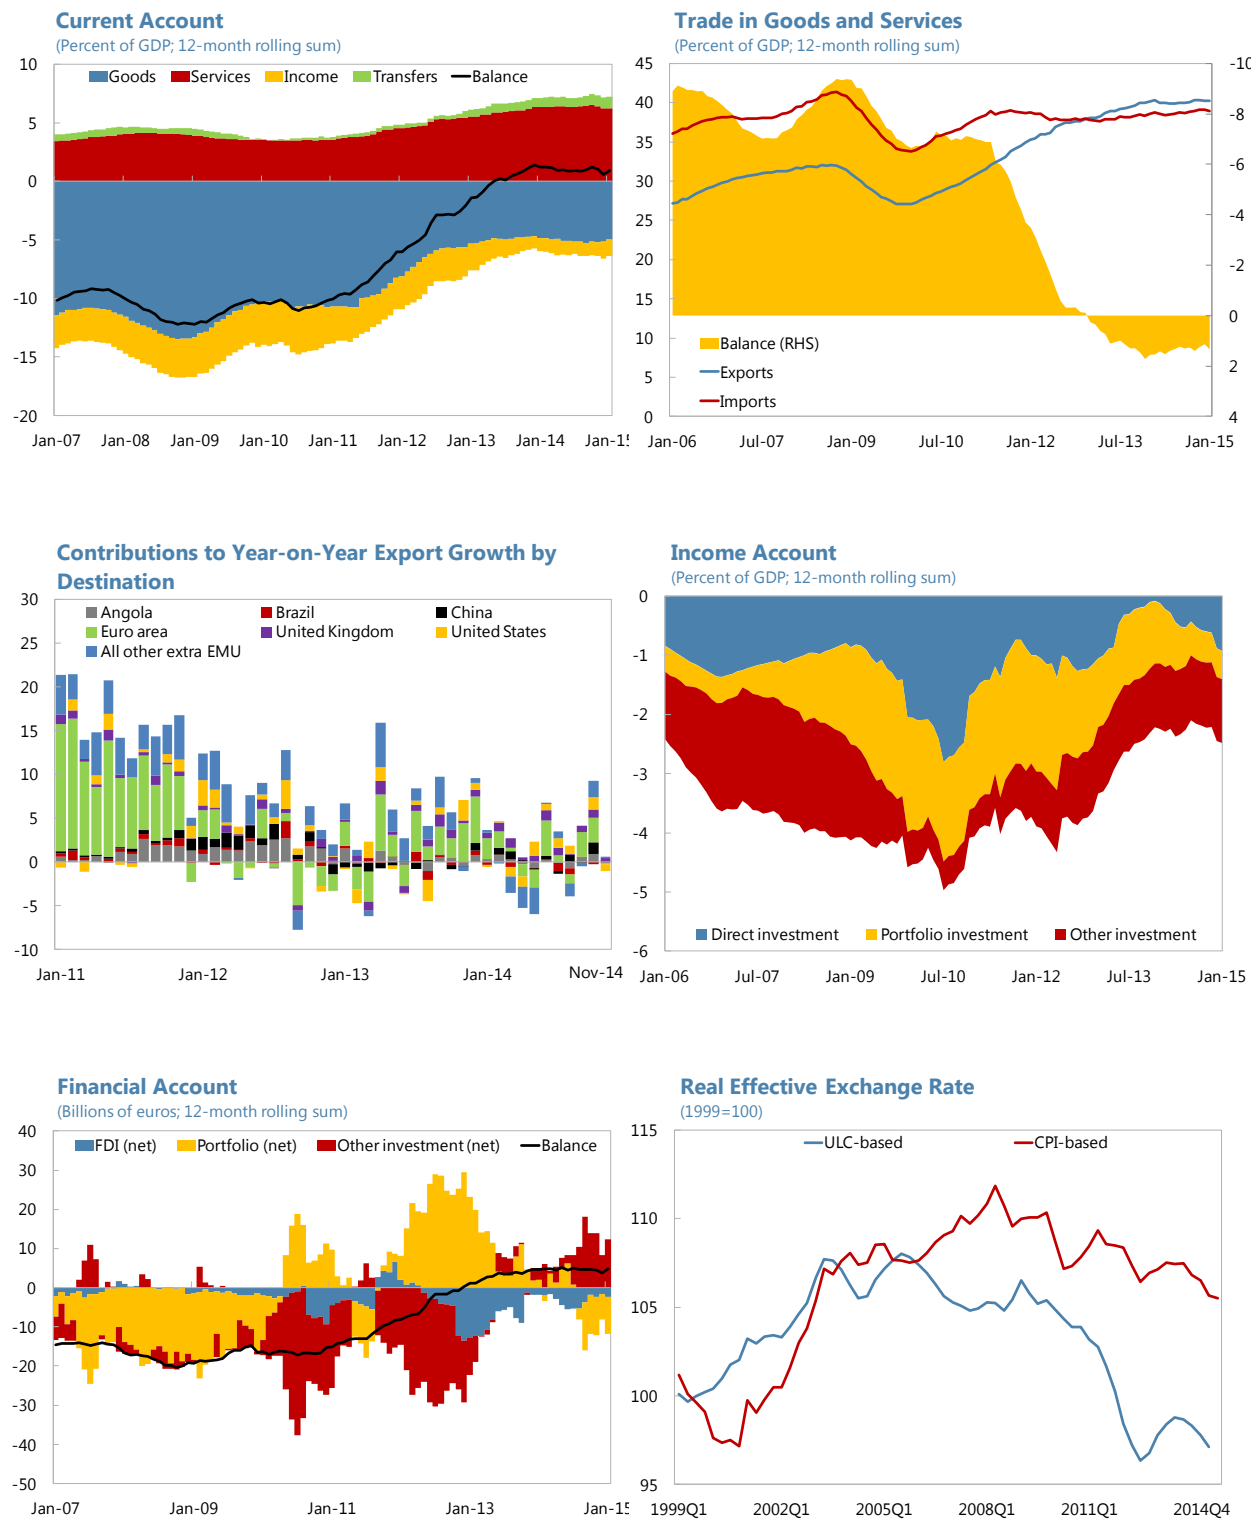 Current Account
(Percent of GDP; 12-month rolling sum)
10
5
0
-5
-10
-15
-20
Goods
Services
Income
Transfers
Balance
Jan-07
Jan-08
Jan-09
Jan-10
Jan-11
Jan-12
Jan-13
Jan-14
Jan-15
Trade in Goods and Services
(Percent of GDP; 12-month rolling sum)
45
40
35
30
25
20
15
10
5
0
-10
-8
-6
-4
-2
0
2
4
Balance (RHS)
Exports
Imports
Jan-06
Jul-07
Jan-09
Jul-10
Jan-12
Jul-13
Jan-15
Contributions to Year-on-Year Export Growth by
Destination
30
25
20
15
10
5
0
-5
-10
Angola
Brazil
China
Euro area
United Kingdom
United States
All other extra EMU
Jan-11
Jan-12
Jan-13
Jan-14
Nov-14
Income Account
(Percent of GDP; 12-month rolling sum)
0
-1
-2
-3
-4
-5
-6
Direct investment
Portfolio investment
Other investment
Jan-06
Jul-07
Jan-09
Jul-10
Jan-12
Jul-13
Jan-15
Financial Account
(Billions of euros; 12-month rolling sum)
40
30
20
10
0
-10
-20
-30
-40
-50
FDI (net)
Portfolio (net)
Other investment (net)
Balance
Jan-07
Jan-09
Jan-11
Jan-13
Jan-15
Real Effective Exchange Rate
(1999=100)
115
110
105
100
95
ULC-based
CPI-based
1999Q1
2002Q1
2005Q1
2008Q1
2011Q1
2014Q4